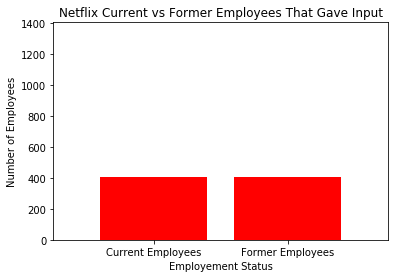 Netflix Current vs Former Employees That Gave Input
1400
1200
1000
800
600
400
200
0
Number of Employees
Current Employees
Former Employees
Employement Status